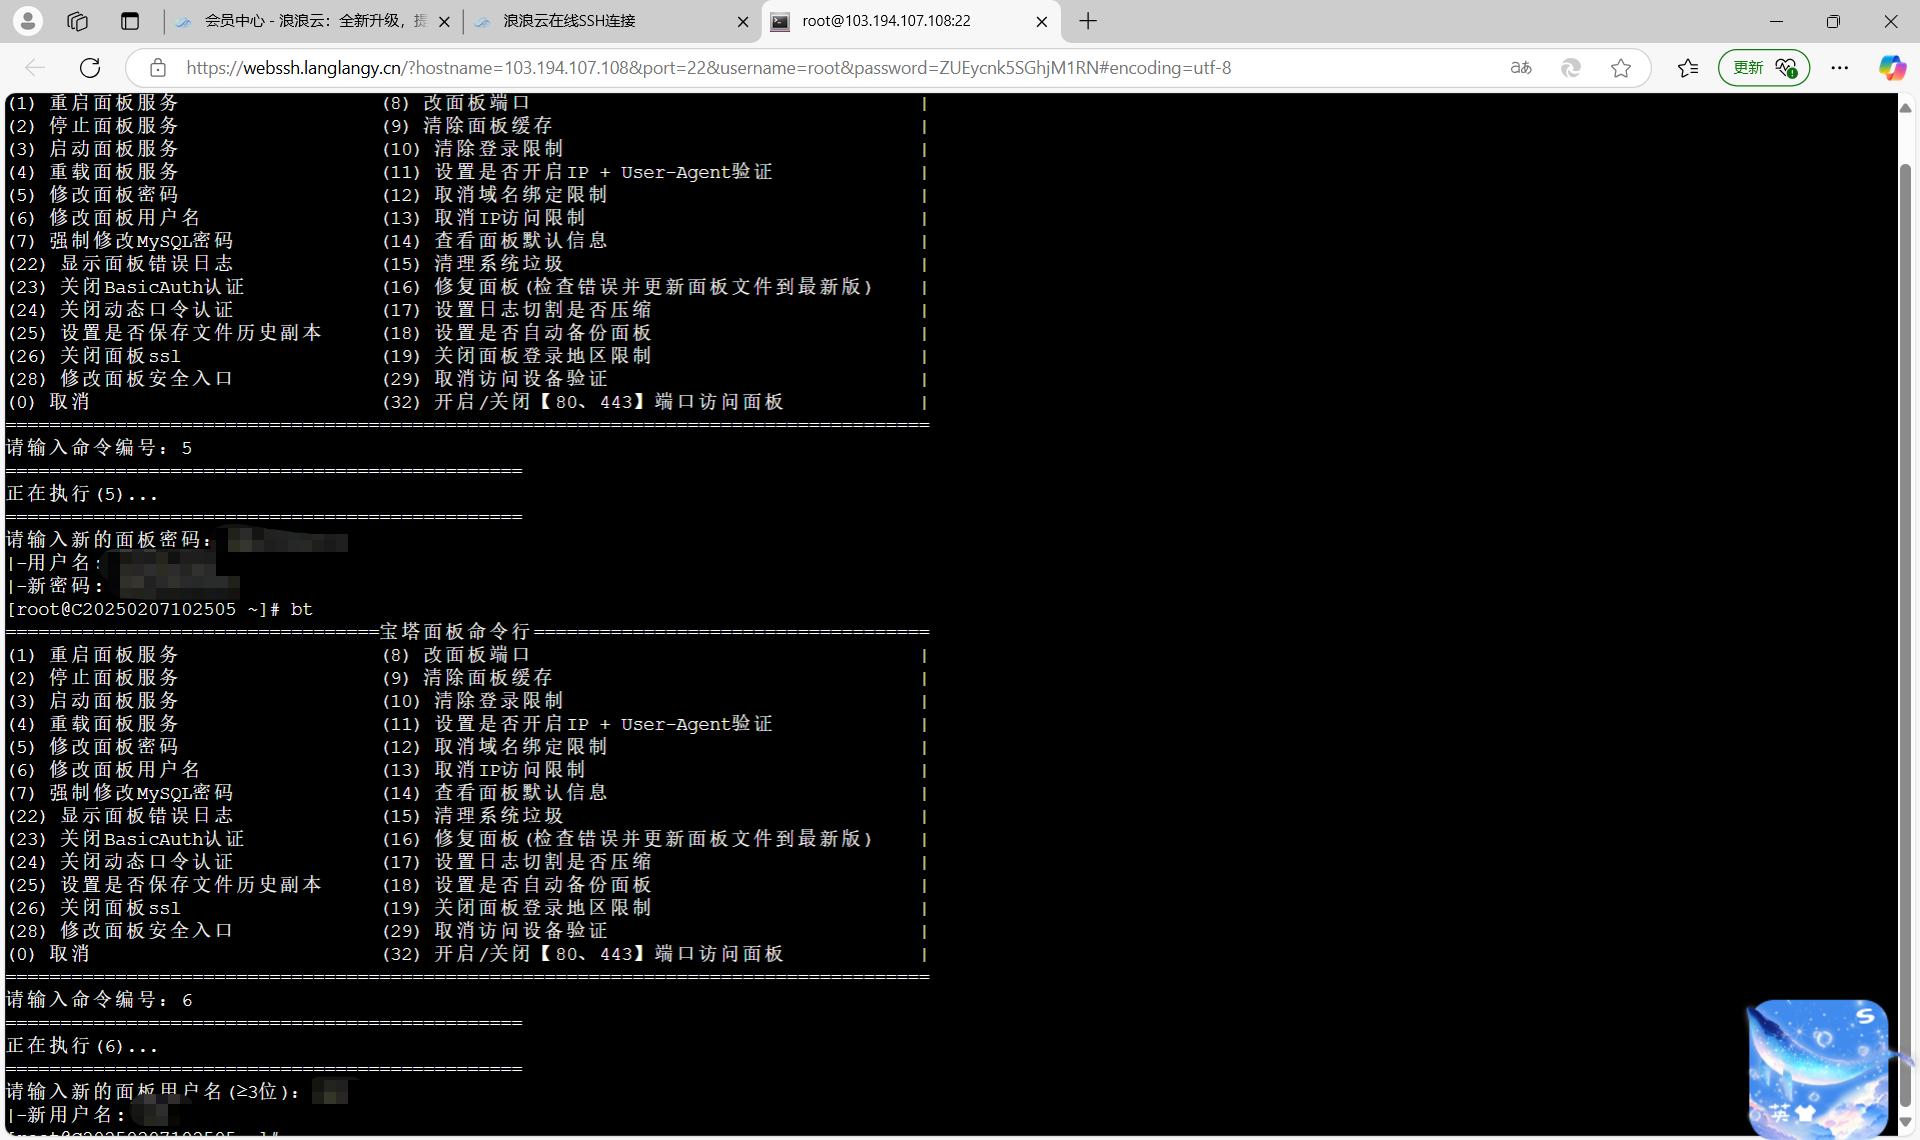 会员中心 - 浪浪云：全新升级，提
浪浪云在线SSH连接
root@103.194.107.108:22
https://webssh.langlangy.cn/?hostname=103.194.107.108&port=22&username=root&password=ZUEycnk5SGhjM1RN#encoding=utf-8
aあ
更新
(1) 重启面板服务 (8) 改面板端口 |
(2) 停止面板服务 (9) 清除面板缓存 |
(3) 启动面板服务 (10) 清除登录限制 |
(4) 重载面板服务 (11) 设置是否开启IP + User-Agent验证 |
(5) 修改面板密码 (12) 取消域名绑定限制 |
(6) 修改面板用户名 (13) 取消IP访问限制 |
(7) 强制修改MySQL密码 (14) 查看面板默认信息 |
(22) 显示面板错误日志 (15) 清理系统垃圾 |
(23) 关闭BasicAuth认证 (16) 修复面板(检查错误并更新面板文件到最新版) |
(24) 关闭动态口令认证 (17) 设置日志切割是否压缩 |
(25) 设置是否保存文件历史副本 (18) 设置是否自动备份面板 |
(26) 关闭面板ssl (19) 关闭面板登录地区限制 |
(28) 修改面板安全入口 (29) 取消访问设备验证 |
(0) 取消 (32) 开启/关闭【80、443】端口访问面板 |
====================================================================================
请输入命令编号：5
===============================================
正在执行(5)...
===============================================
请输入新的面板密码：
|-用户名:
|-新密码:
[root@C20250207102505 ~]# bt
==================================宝塔面板命令行====================================
(1) 重启面板服务 (8) 改面板端口 |
(2) 停止面板服务 (9) 清除面板缓存 |
(3) 启动面板服务 (10) 清除登录限制 |
(4) 重载面板服务 (11) 设置是否开启IP + User-Agent验证 |
(5) 修改面板密码 (12) 取消域名绑定限制 |
(6) 修改面板用户名 (13) 取消IP访问限制 |
(7) 强制修改MySQL密码 (14) 查看面板默认信息 |
(22) 显示面板错误日志 (15) 清理系统垃圾 |
(23) 关闭BasicAuth认证 (16) 修复面板(检查错误并更新面板文件到最新版) |
(24) 关闭动态口令认证 (17) 设置日志切割是否压缩 |
(25) 设置是否保存文件历史副本 (18) 设置是否自动备份面板 |
(26) 关闭面板ssl (19) 关闭面板登录地区限制 |
(28) 修改面板安全入口 (29) 取消访问设备验证 |
(0) 取消 (32) 开启/关闭【80、443】端口访问面板 |
====================================================================================
请输入命令编号：6
===============================================
正在执行(6)...
===============================================
请输入新的面板用户名(≥3位)：
|-新用户名:
[root@C20250207102505 ~]#
S
英